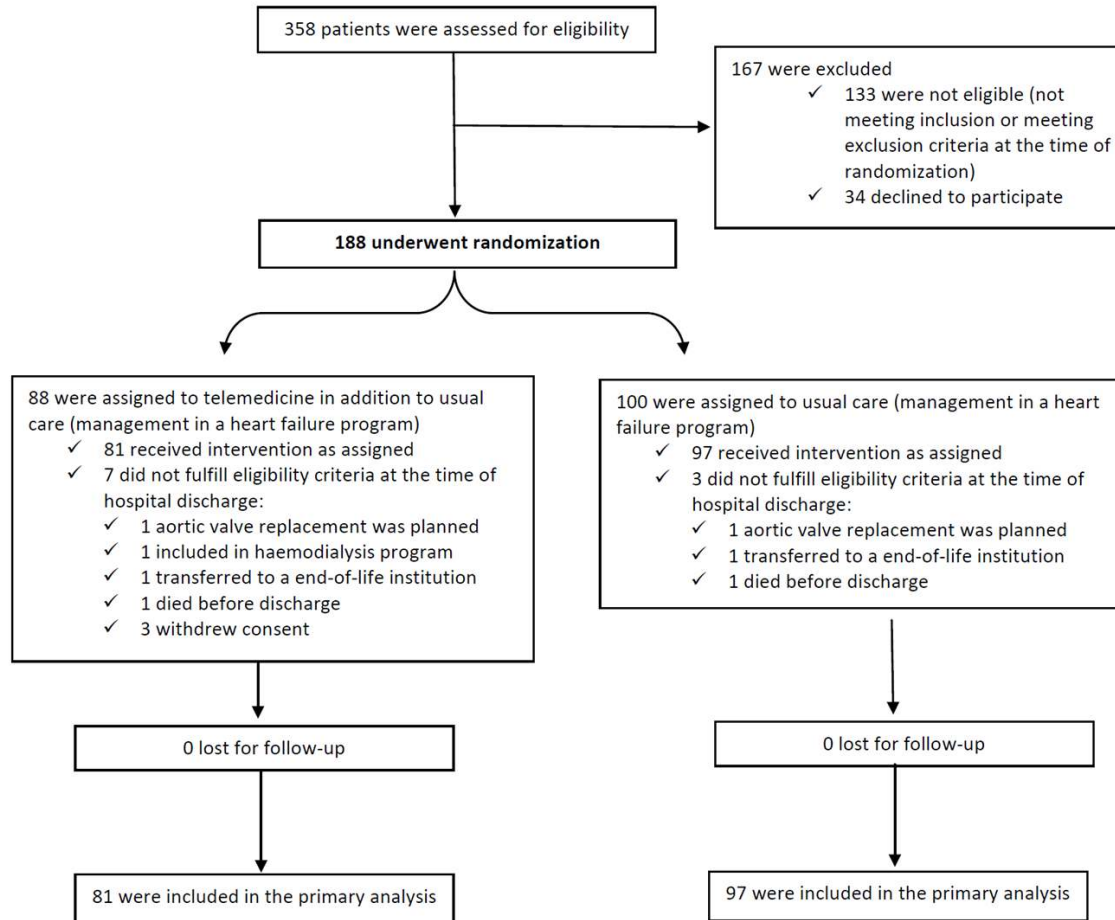 358 patients were assessed for eligibility
167 were excluded
✓ 133 were not eligible (not
meeting inclusion or meeting
exclusion criteria at the time of
randomization)
✓ 34 declined to participate
188 underwent randomization
88 were assigned to telemedicine in addition to usual
care (management in a heart failure program)
✓ 81 received intervention as assigned
✓ 7 did not fulfill eligibility criteria at the time of
hospital discharge:
✓ 1 aortic valve replacement was planned
✓ 1 included in haemodialysis program
✓ 1 transferred to a end-of-life institution
✓ 1 died before discharge
✓ 3 withdrew consent
100 were assigned to usual care (management in a heart
failure program)
✓ 97 received intervention as assigned
✓ 3 did not fulfill eligibility criteria at the time of
hospital discharge:
✓ 1 aortic valve replacement was planned
✓ 1 transferred to a end-of-life institution
✓ 1 died before discharge
0 lost for follow-up
0 lost for follow-up
81 were included in the primary analysis
97 were included in the primary analysis